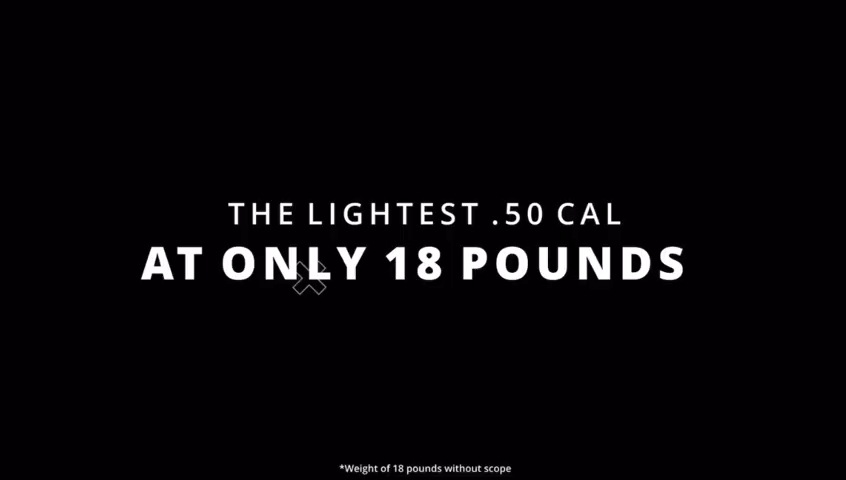 THE LIGHTEST .50 CAL
AT ONLY 18 POUNDS
*Weight of 18 pounds without scope